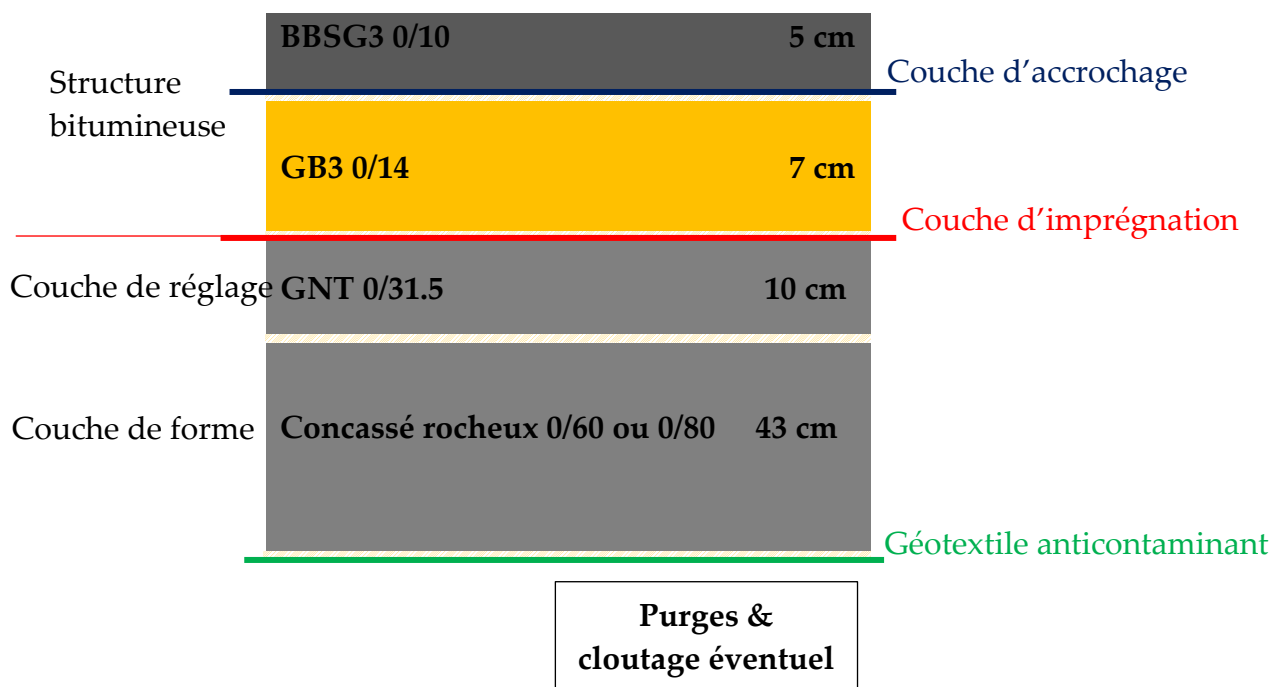 BBSG3 0/10 5 cm
Couche d'accrochage
Structure
bitumineuse
GB3 0/14 7 cm
Couche d'imprégnation
Couche de réglage GNT 0/31.5 10 cm
Couche de forme Concassé rocheux 0/60 ou 0/80 43 cm
Géotextile anticontaminant
Purges &
cloutage éventuel